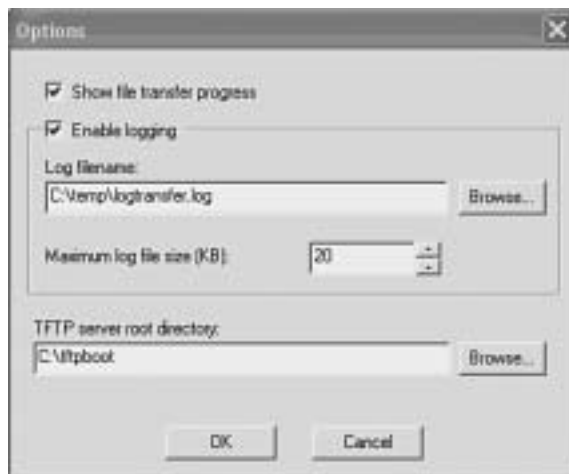 Options
Show file transfer progress
Enable logging
Log filename:
C:\temp\logtransfer.log
Browse...
Maximum log file size (KB):
20
TFTP server root directory:
C:\tftpboot
Browse...
OK
Cancel